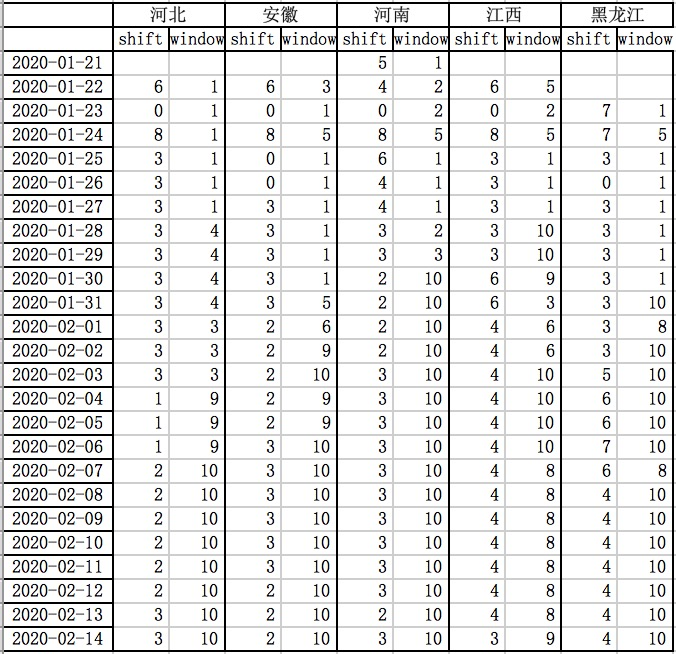 河北 安徽 河南 江西 黑龙江
shift window shift window shift window shift window shift window
2020-01-21 5 1
2020-01-22 6 1 6 3 4 2 6 5
2020-01-23 0 1 0 1 0 2 0 2 7 1
2020-01-24 8 1 8 5 8 5 8 5 7 5
2020-01-25 3 1 0 1 6 1 3 1 3 1
2020-01-26 3 1 0 1 4 1 3 1 0 1
2020-01-27 3 1 3 1 4 1 3 1 3 1
2020-01-28 3 4 3 1 3 2 3 10 3 1
2020-01-29 3 4 3 1 3 3 3 10 3 1
2020-01-30 3 4 3 1 2 10 6 9 3 1
2020-01-31 3 4 3 5 2 10 6 3 3 10
2020-02-01 3 3 2 6 2 10 4 6 3 8
2020-02-02 3 3 2 9 2 10 4 6 3 10
2020-02-03 3 3 2 10 3 10 4 10 5 10
2020-02-04 1 9 2 9 3 10 4 10 6 10
2020-02-05 1 9 2 9 3 10 4 10 6 10
2020-02-06 1 9 3 10 3 10 4 10 7 10
2020-02-07 2 10 3 10 3 10 4 8 6 8
2020-02-08 2 10 3 10 3 10 4 8 4 10
2020-02-09 2 10 3 10 3 10 4 8 4 10
2020-02-10 2 10 3 10 3 10 4 8 4 10
2020-02-11 2 10 3 10 3 10 4 8 4 10
2020-02-12 2 10 2 10 3 10 4 8 4 10
2020-02-13 3 10 2 10 2 10 4 8 4 10
2020-02-14 3 10 2 10 2 10 3 9 4 10